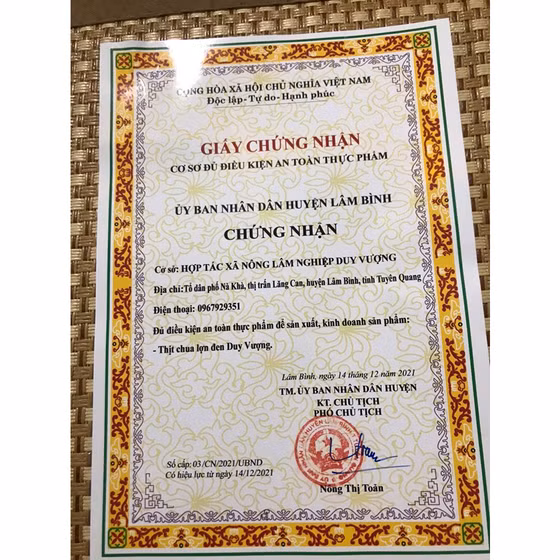 CỘNG HÒA XÃ HỘI CHỦ NGHĨA VIỆT NAM
Độc lập-Tự do-Hạnh phúc
GIẤY CHỨNG NHẬN
CƠ SỞ ĐỦ ĐIỀU KIỆN AN TOÀN THỰC PHẨM
ỦY BAN NHÂN DÂN HUYỆN LÂM BÌNH
CHỨNG NHẬN
Cơ sở: HỢP TÁC XÃ NÔNG LÂM NGHIỆP DUY VƯỢNG
Địa chỉ:Tổ dân phố Nà Khà, thị trấn Lăng Can, huyện Lâm Bình, tỉnh Tuyên Quang
Điện thoại: 0967929351
Đủ điều kiện an toàn thực phẩm để sản xuất, kinh doanh sản phẩm:
- Thịt chua lợn đen Duy Vượng.
Lâm Bình, ngày 14 tháng 12 năm 2021
TM. ỦY BAN NHÂN DÂN HUYỆN
KT. CHỦ TỊCH
PHÓ CHỦ TỊCH
Số cấp: 03/CN/2021/UBND
Có hiệu lực từ ngày 14/12/2021
Nông Thị Toản